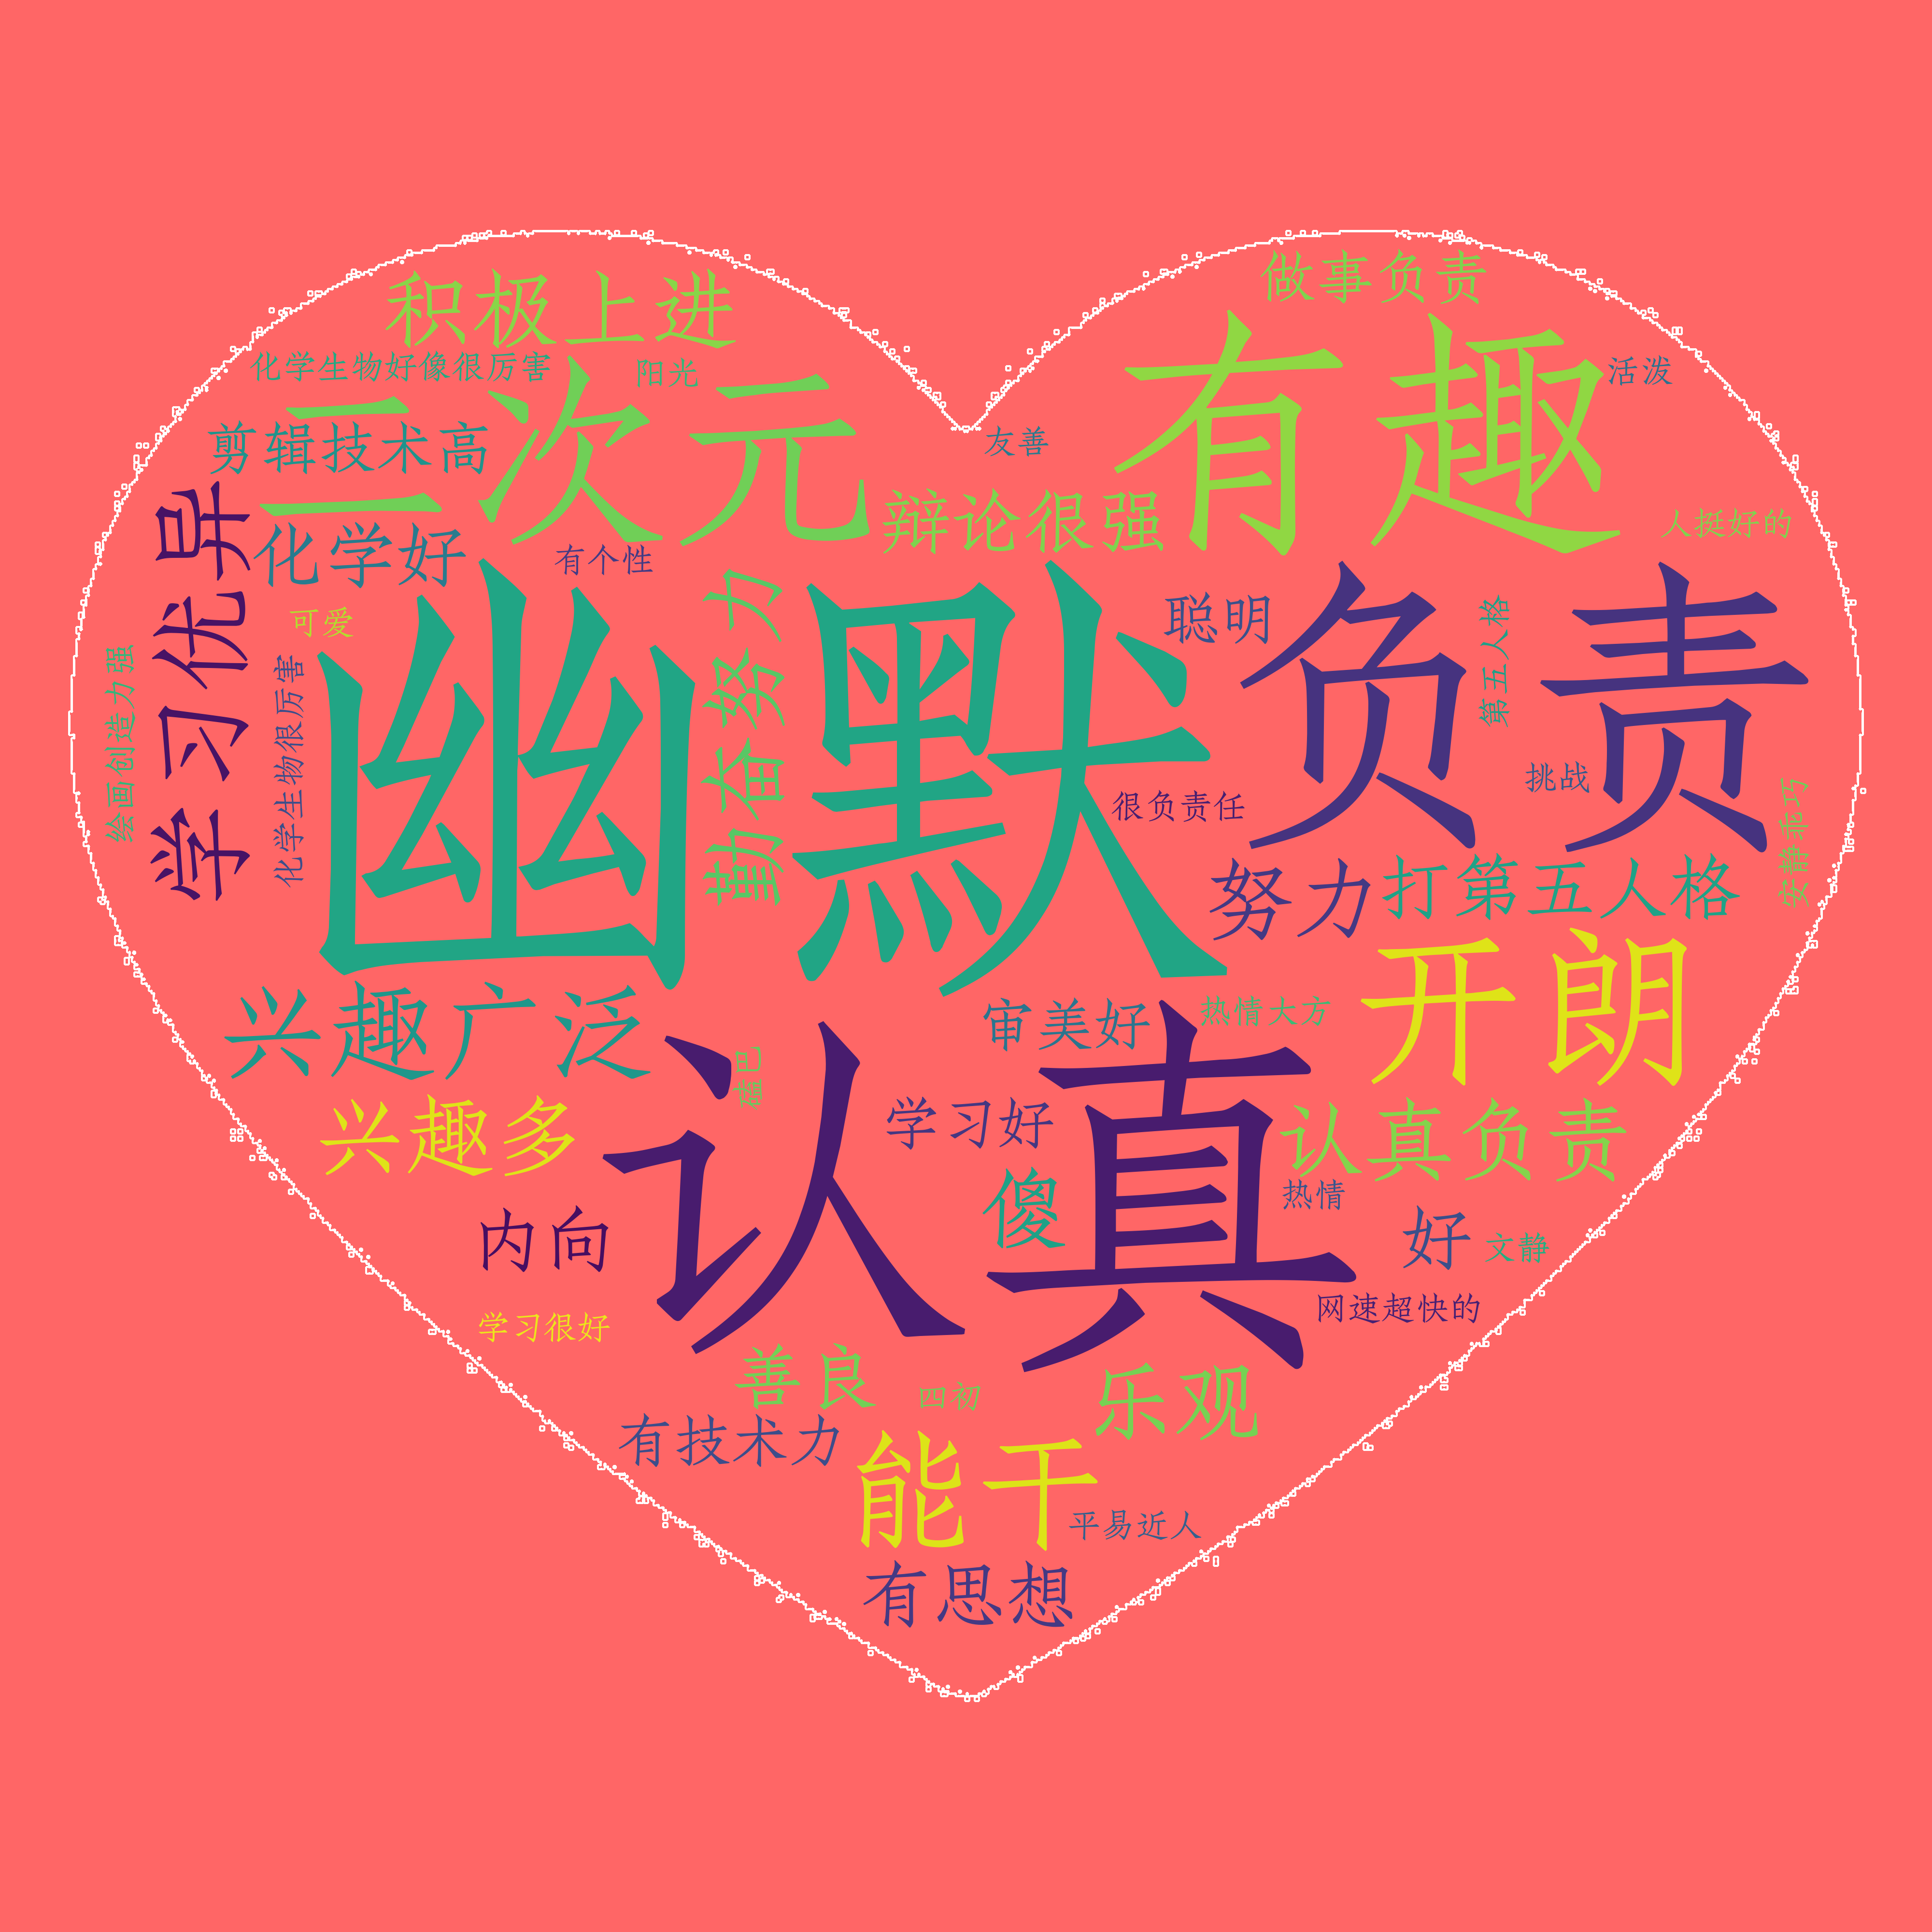 积极上进
做事负责
化学生物好像很厉害
阳光
有趣
活泼
二次元
剪辑技术高
友善
辩论很强
人挺好的
学习优异
化学好
有个性
可爱
幽默
勤奋努力
聪明
负责
第五人格
绘画创造力强
化学生物很厉害
很负责任
挑战
安静乖巧
努力
打第五人格
开朗
兴趣广泛
审美好
热情大方
磕巴
认真
兴趣多
学习好
认真负责
傻
热情
内向
好
文静
学习很好
网速超快的
善良
四初
乐观
有技术力
能干
平易近人
有思想